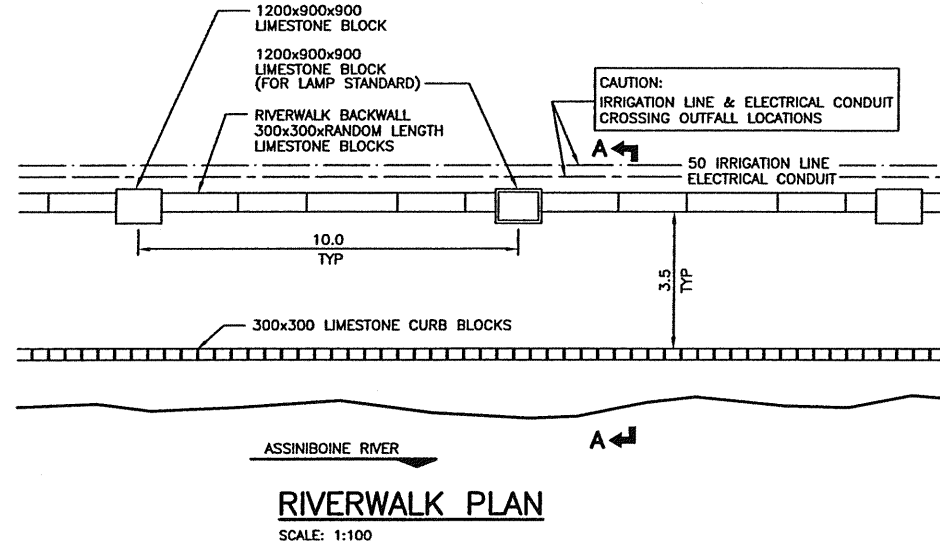 1200x900x900
LIMESTONE BLOCK
1200x900x900
LIMESTONE BLOCK
(FOR LAMP STANDARD)
RIVERWALK BACKWALL
300x300xRANDOM LENGTH
LIMESTONE BLOCKS
CAUTION:
IRRIGATION LINE & ELECTRICAL CONDUIT
CROSSING OUTFALL LOCATIONS
A
50 IRRIGATION LINE
ELECTRICAL CONDUIT
10.0
TYP
3.5
TYP
300x300 LIMESTONE CURB BLOCKS
A
ASSINIBOINE RIVER
RIVERWALK PLAN
SCALE: 1:100